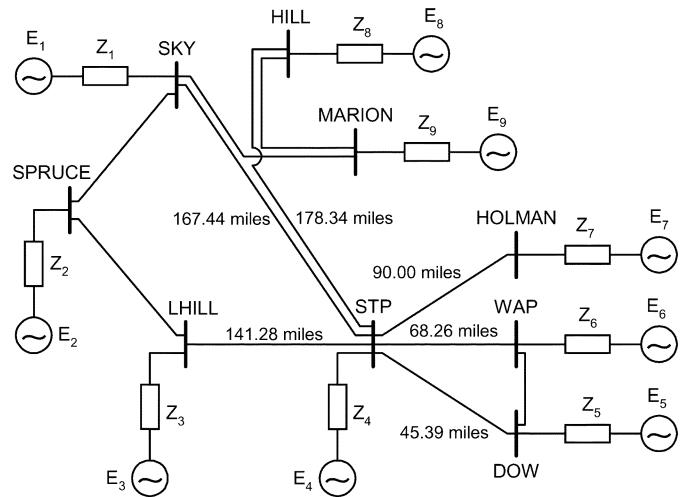 HILL
E8
Z8
E1
Z1
SKY
MARION
E9
Z9
SPRUCE
167.44 miles
178.34 miles
HOLMAN
E7
Z7
Z2
90.00 miles
LHILL
STP
WAP
E6
141.28 miles
68.26 miles
Z6
E2
Z3
Z4
E5
Z5
45.39 miles
DOW
E3
E4